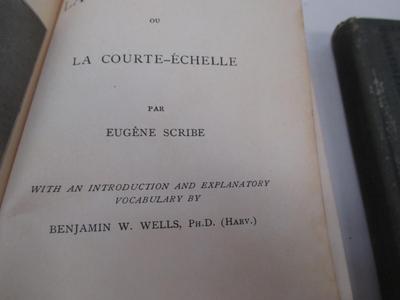 OU
LA COURTE-ÉCHELLE
PAR
EUGÈNE SCRIBE
WITH AN INTRODUCTION AND EXPLANATORY
VOCABULARY BY
BENJAMIN W. WELLS, PH.D. (HARV.)